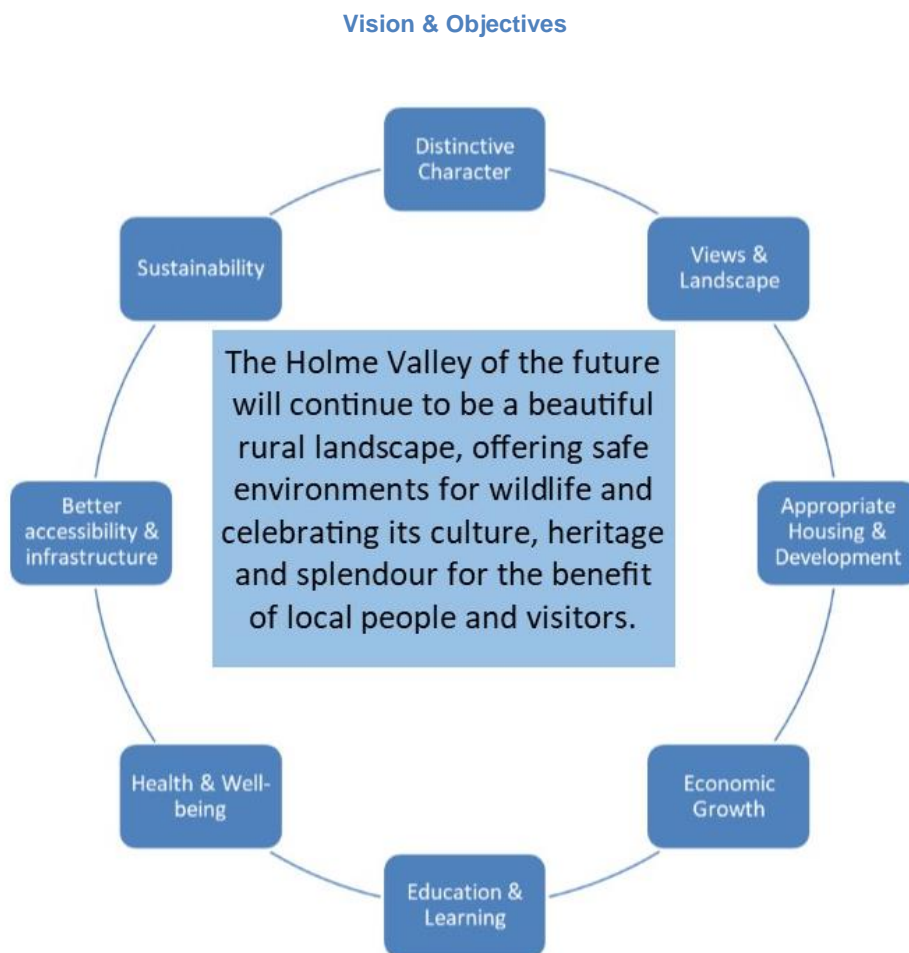 Vision & Objectives
Distinctive
Character
Views &
Landscape
Appropriate
Housing &
Development
Economic
Growth
Education &
Learning
Health & Well-
being
Better
accessibility &
infrastructure
Sustainability
The Holme Valley of the future
will continue to be a beautiful
rural landscape, offering safe
environments for wildlife and
celebrating its culture, heritage
and splendour for the benefit
of local people and visitors.